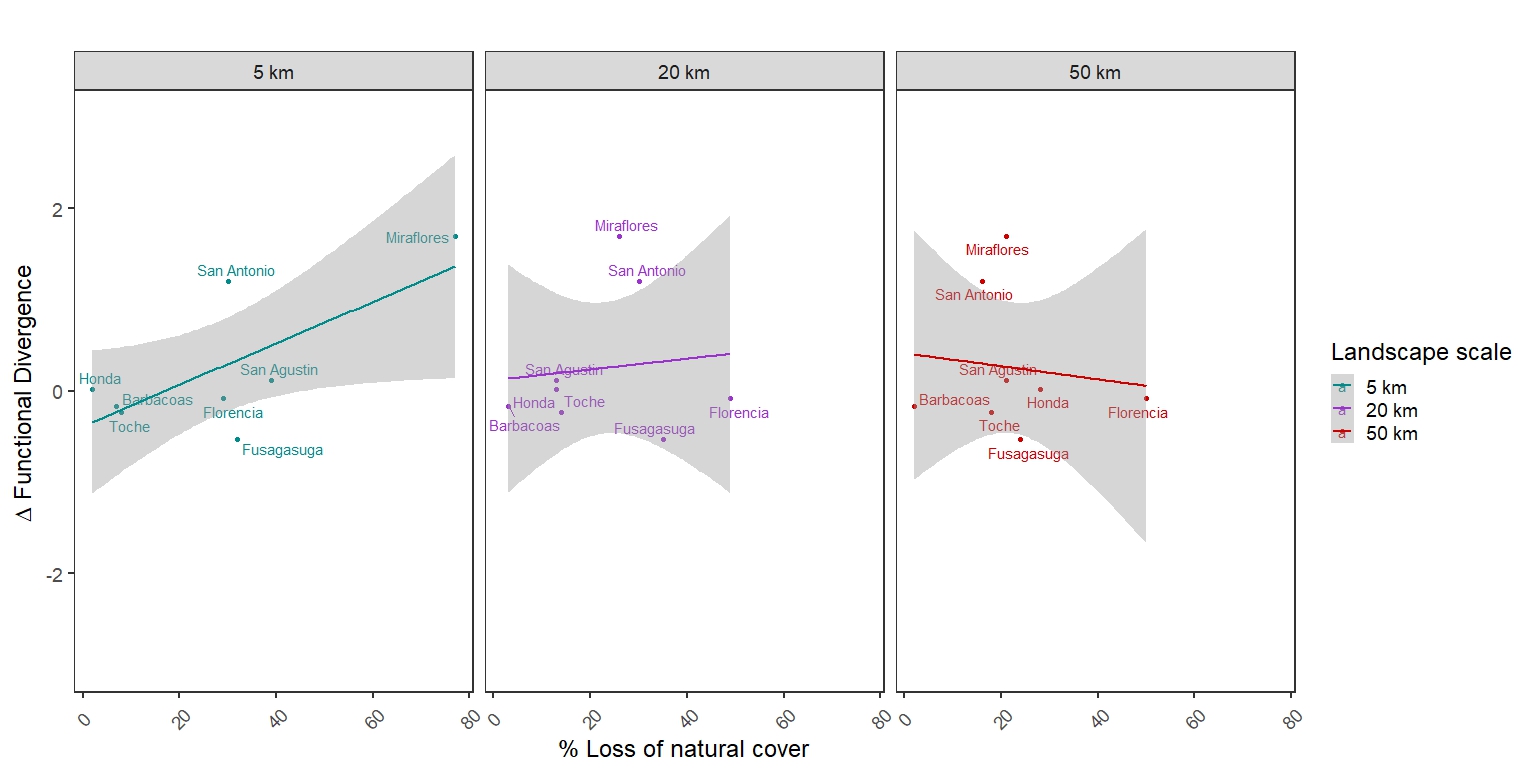 5 km
20 km
50 km
Δ Functional Divergence
2
0
-2
Miraflores
San Antonio
Honda
San Agustin
Barbacoas
Florencia
Toche
Fusagasuga
Miraflores
San Antonio
San Agustin
Honda
Toche
Florencia
Barbacoas
Fusagasuga
Miraflores
San Antonio
San Agustin
Barbacoas
Honda
Florencia
Toche
Fusagasuga
0
20
40
60
80
0
20
40
60
80
0
20
40
60
80
% Loss of natural cover
Landscape scale
a 5 km
a 20 km
a 50 km